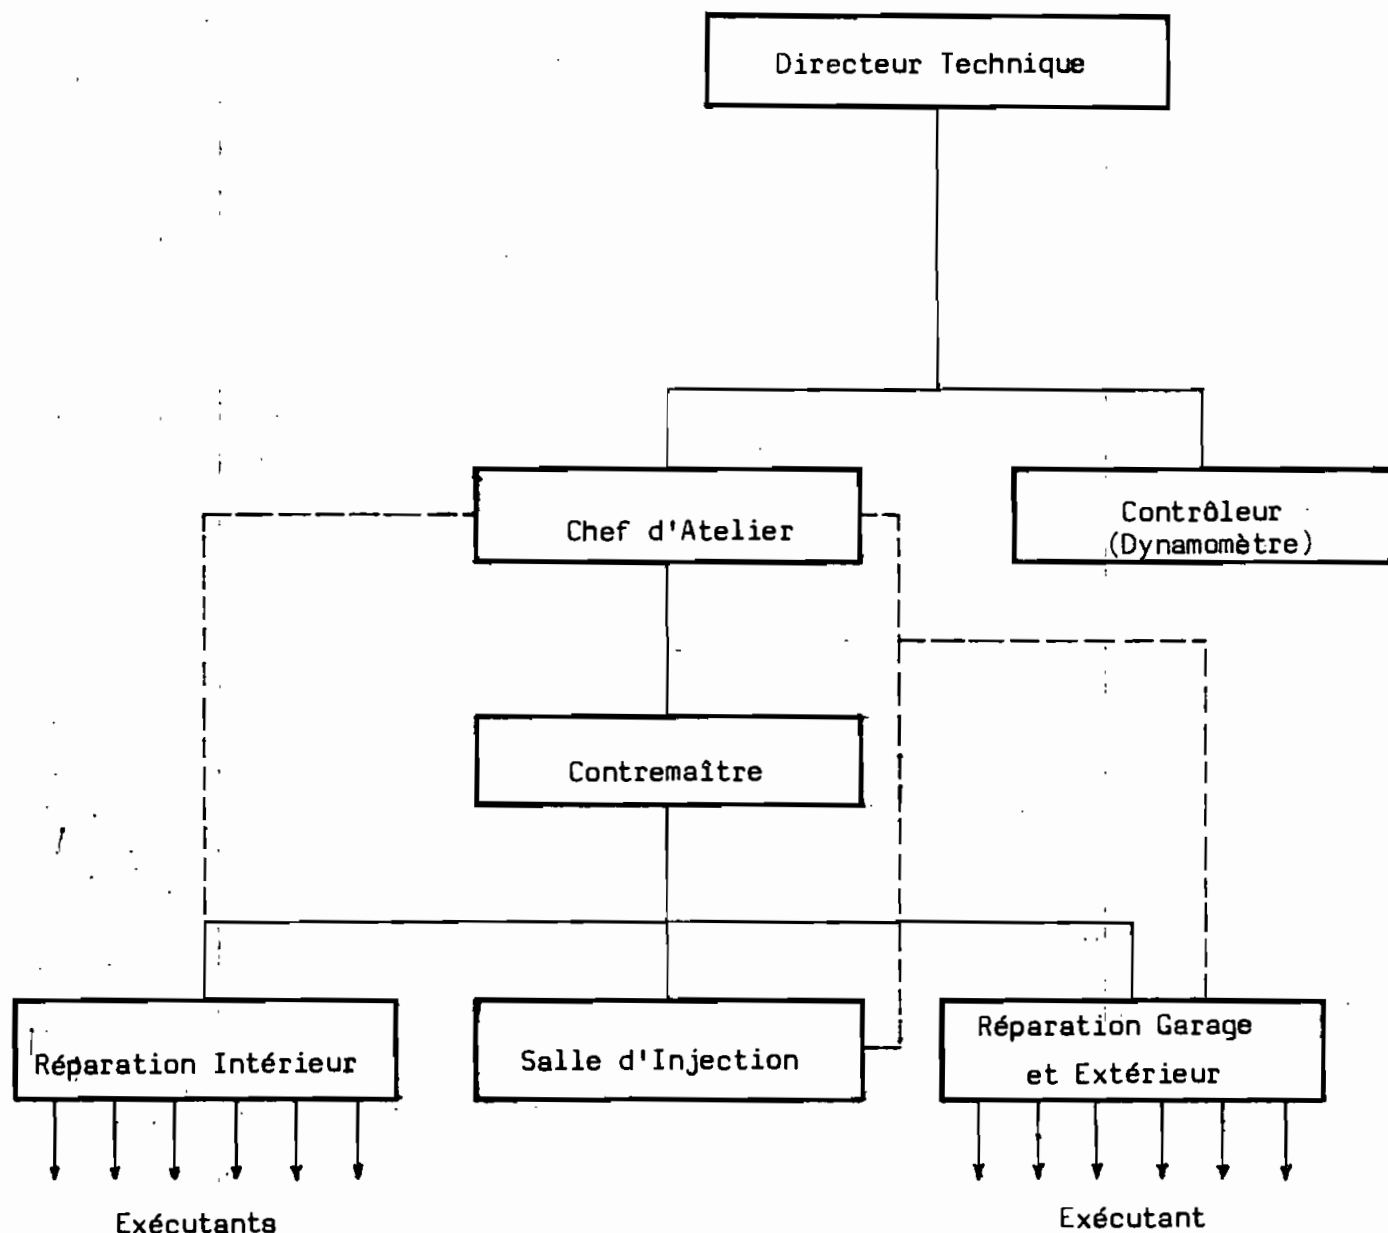 Directeur Technique
Chef d'Atelier
Contrôleur
(Dynamomètre)
Contremaître
Réparation Intérieur
Salle d'Injection
Réparation Garage
et Extérieur
Exécutants
Exécutant